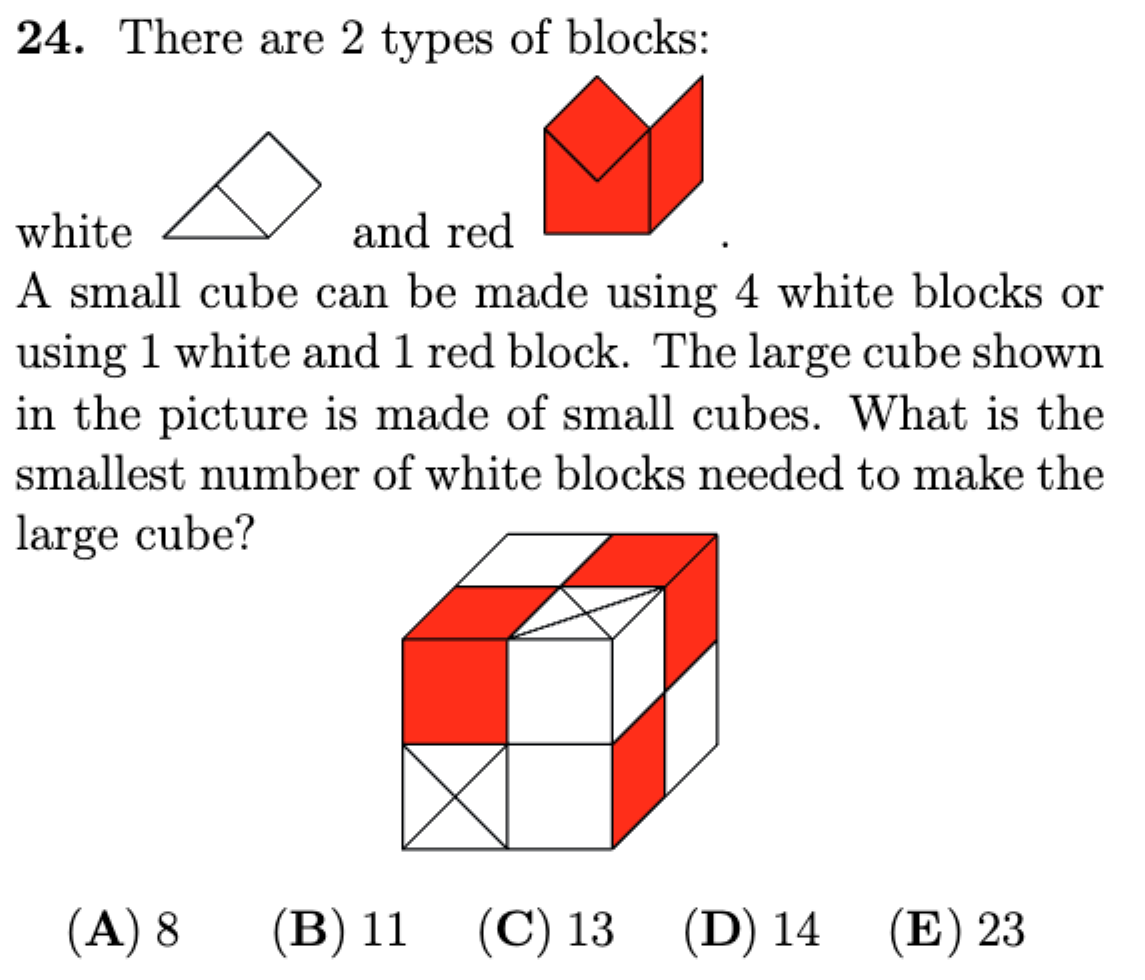 24. There are 2 types of blocks:
white and red .
A small cube can be made using 4 white blocks or
using 1 white and 1 red block. The large cube shown
in the picture is made of small cubes. What is the
smallest number of white blocks needed to make the
large cube?
(A) 8 (B) 11 (C) 13 (D) 14 (E) 23